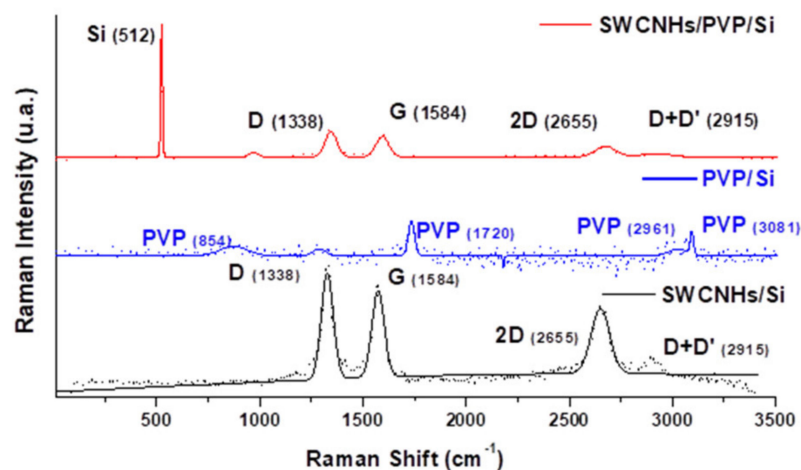 SWCNHs/PVP/Si
Si (512)
D (1338)
G (1584)
2D (2655)
D+D' (2915)
PVP/Si
PVP (854)
PVP (1720)
PVP (2961)
PVP (3081)
D (1338)
G (1584)
SWCNHs/Si
2D (2655)
D+D' (2915)
Raman Intensity (u.a.)
500 1000 1500 2000 2500 3000 3500
Raman Shift (cm⁻¹)